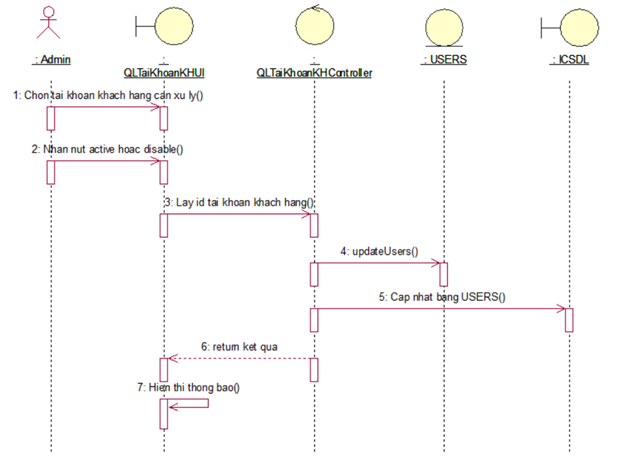 : Admin
:
QLTaiKhoanKHUI
:
QLTaiKhoanKHController
: USERS
: ICSDL
1: Chon tai khoan khach hang can xu ly()
2: Nhan nut active hoac disable()
3: Lay id tai khoan khach hang()
4: updateUsers()
5: Cap nhat bang USERS()
6: return ket qua
7: Hien thi thong bao()